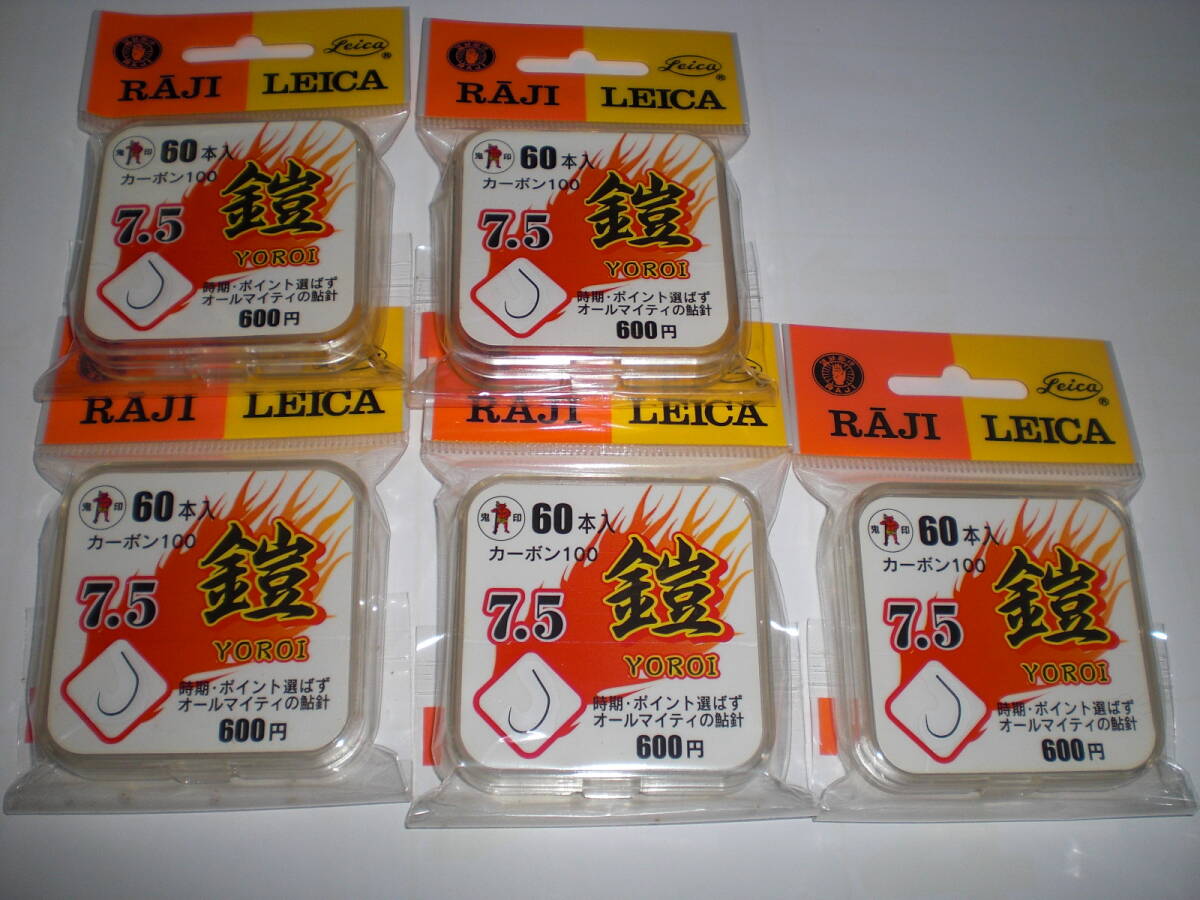 Leica®
RĀJI LEICA
鬼 印 60本入
カーボン100
7.5 鎧
YOROI
時期・ポイント選ばず
オールマイティの鮎針
600円
Leica®
RĀJI LEICA
鬼 印 60本入
カーボン100
7.5 鎧
YOROI
時期・ポイント選ばず
オールマイティの鮎針
600円
RĀJI LEICA
鬼 印 60本入
カーボン100
7.5 鎧
YOROI
時期・ポイント選ばず
オールマイティの鮎針
600円
RĀJI LEICA
鬼 印 60本入
カーボン100
7.5 鎧
YOROI
時期・ポイント選ばず
オールマイティの鮎針
600円
RAJI
Leica®
RĀJI LEICA
鬼 印 60本入
カーボン100
7.5 鎧
YOROI
時期・ポイント選ばず
オールマイティの鮎針
600円